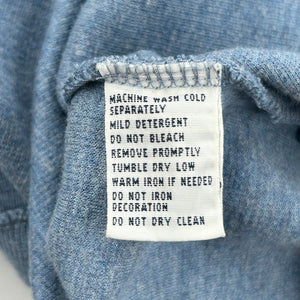 MACHINE WASH COLD
SEPARATELY
MILD DETERGENT
DO NOT BLEACH
REMOVE PROMPTLY
TUMBLE DRY LOW
WARM IRON IF NEEDED
DO NOT IRON
DECORATION
DO NOT DRY CLEAN